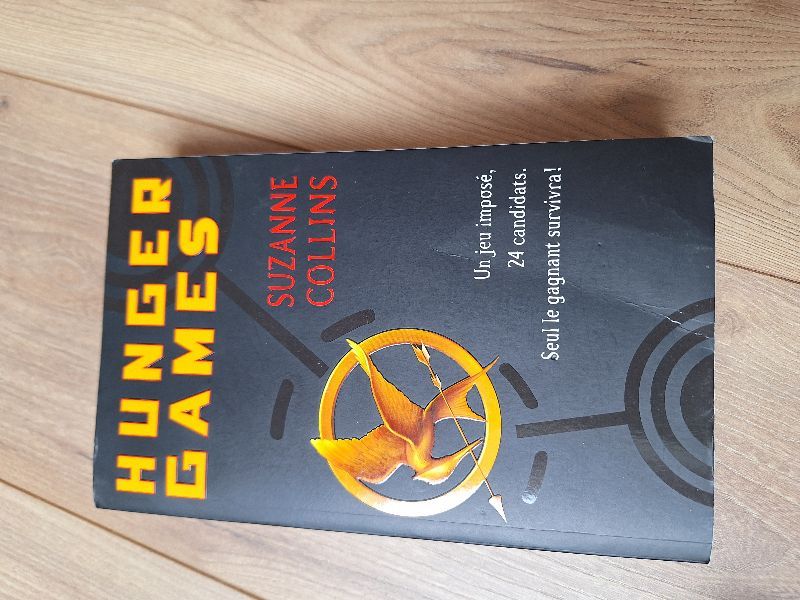 HUNGER
GAMES
SUZANNE
COLLINS
Un jeu imposé,
24 candidats.
Seul le gagnant survivra!